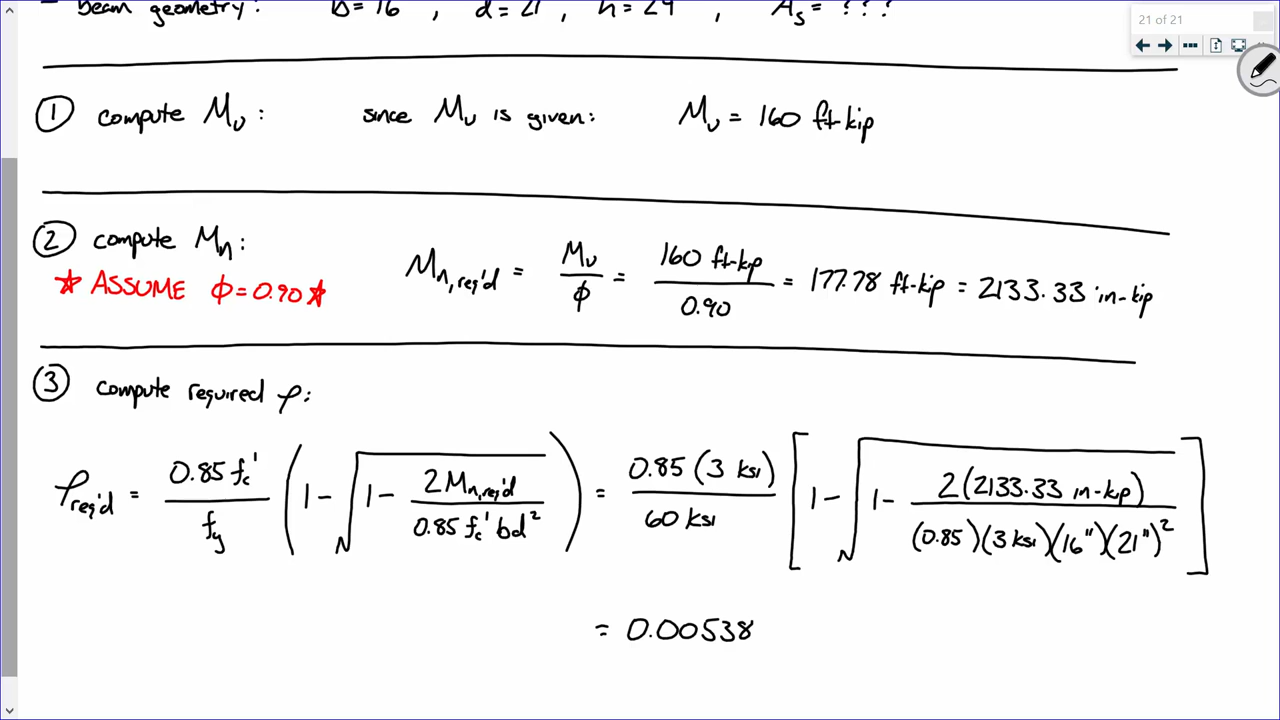 beam geometry: b = 16", d = 21", h = 24", As = ???
21 of 21
① compute Mu: since Mu is given: Mu = 160 ft-kip
② compute Mn:
★ ASSUME ϕ = 0.90 ★
Mn,req'd = Mu/ϕ = 160 ft-kip/0.90 = 177.78 ft-kip = 2133.33 in-kip
③ compute required ρ:
ρreq'd = 0.85 fc'/fy (1 - √(1 - 2Mn,req'd/(0.85 fc' bd²))) = 0.85 (3 ksi)/60 ksi [1 - √(1 - 2(2133.33 in-kip)/((0.85)(3 ksi)(16")(21")²))]
= 0.00538